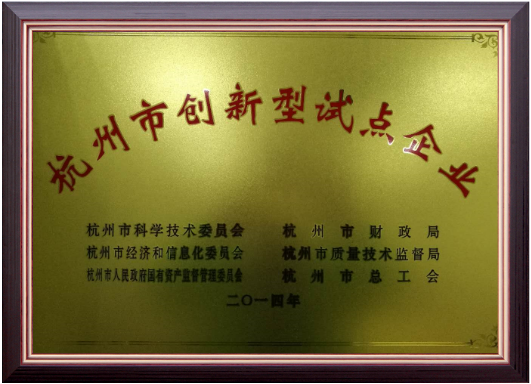 杭州市创新型试点企业
杭州市科学技术委员会 杭州市财政局
杭州市经济和信息化委员会 杭州市质量技术监督局
杭州市人民政府国有资产监督管理委员会 杭州市总工会
二〇一四年